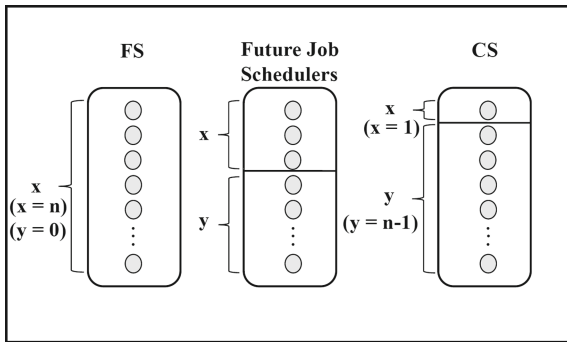 FS
x
(x = n)
(y = 0)
Future Job
Schedulers
x
y
CS
x
(x = 1)
y
(y = n-1)